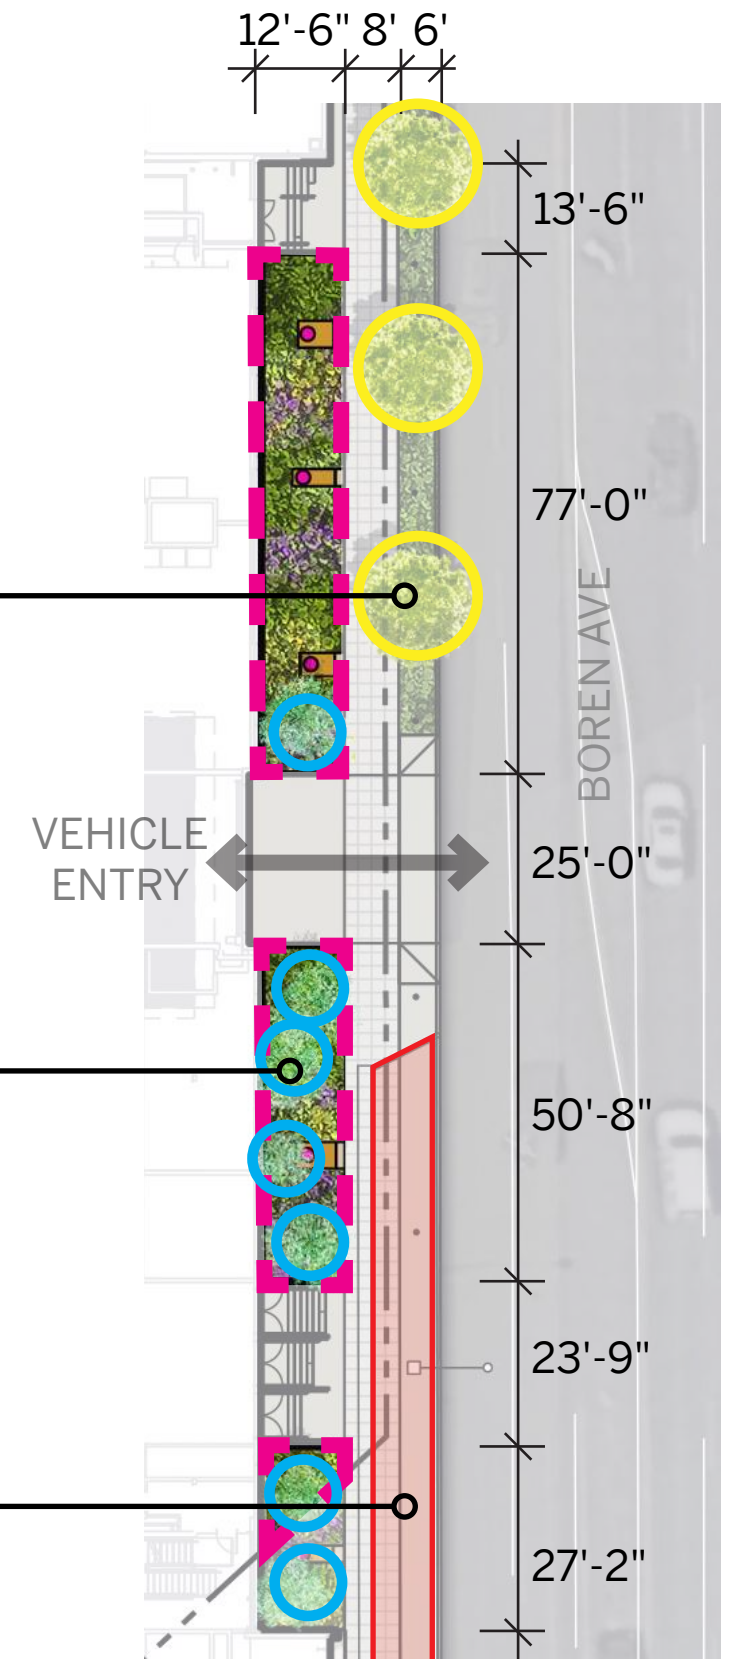 12'-6" 8' 6'
13'-6"
77'-0"
BOREN AVE
VEHICLE
ENTRY
25'-0"
50'-8"
23'-9"
27'-2"